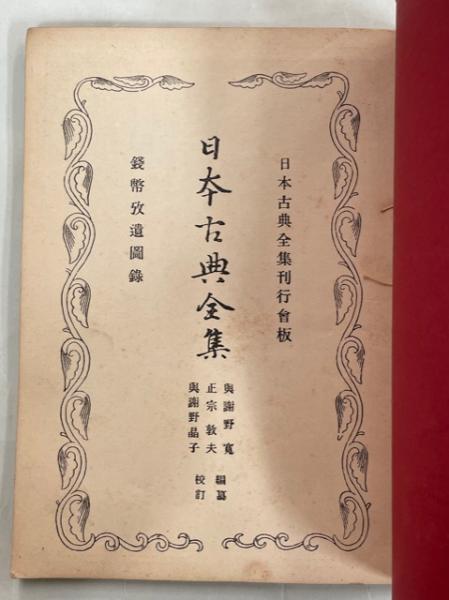 日本古典全集刊行會板
日本古典全集
與謝野寛
正宗敦夫
與謝野晶子
編纂
校訂
錢幣攷遺圖錄